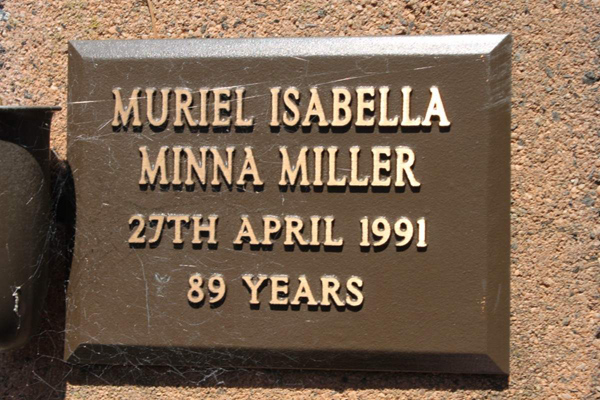 MURIEL ISABELLA
MINNA MILLER
27TH APRIL 1991
89 YEARS